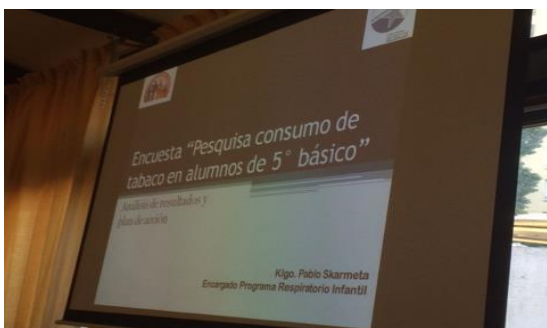 Encuesta “Pesquisa consumo de
tabaco en alumnos de 5° básico”
Análisis de resultados y
plan de acción
Klgo. Pablo Skarmeta
Encargado Programa Respiratorio Infantil